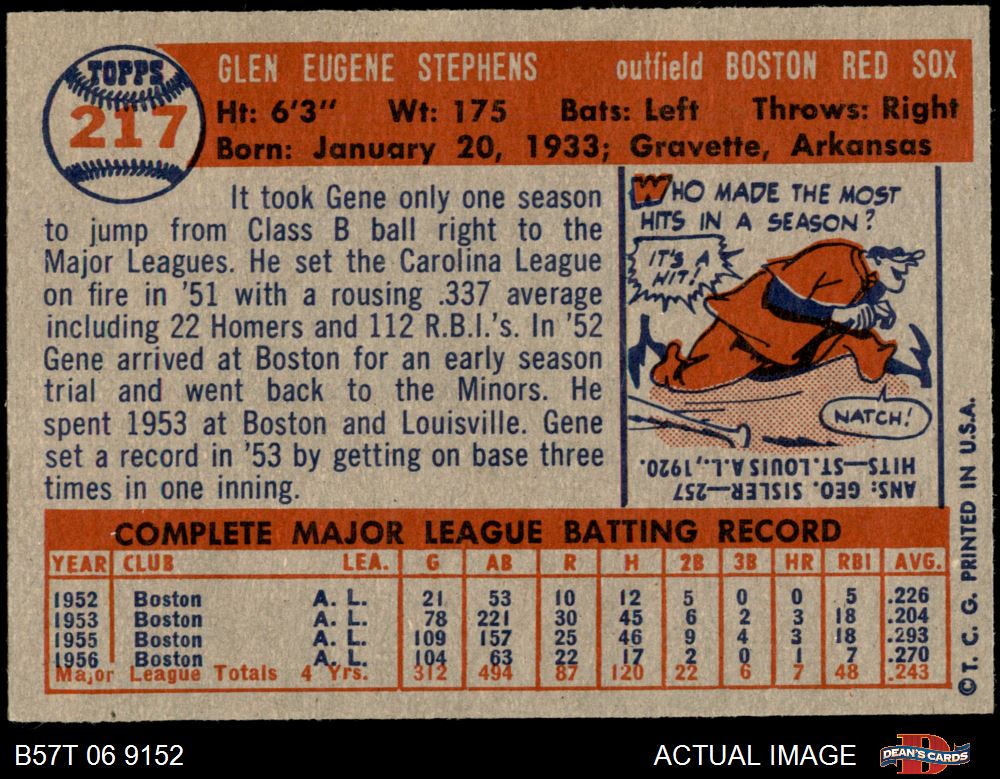 TOPPS
217
GLEN EUGENE STEPHENS outfield BOSTON RED SOX
Ht: 6'3" Wt: 175 Bats: Left Throws: Right
Born: January 20, 1933; Gravette, Arkansas
It took Gene only one season
to jump from Class B ball right to the
Major Leagues. He set the Carolina League
on fire in '51 with a rousing .337 average
including 22 Homers and 112 R.B.I.'s. In '52
Gene arrived at Boston for an early season
trial and went back to the Minors. He
spent 1953 at Boston and Louisville. Gene
set a record in '53 by getting on base three
times in one inning.
WHO MADE THE MOST
HITS IN A SEASON?
IT'S A
HIT!
NATCH!
ANS: GEO. SISLER—257
HITS—ST. LOUIS A.L., 1920.
COMPLETE MAJOR LEAGUE BATTING RECORD
YEAR CLUB LEA. G AB R H 2B 3B HR RBI AVG.
1952 Boston A. L. 21 53 10 12 5 0 0 5 .226
1953 Boston A. L. 78 221 30 45 6 2 3 18 .204
1955 Boston A. L. 109 157 25 46 9 4 3 18 .293
1956 Boston A. L. 104 63 22 17 2 0 1 7 .270
Major League Totals 4 Yrs. 312 494 87 120 22 6 7 48 .243
© T. C. G. PRINTED IN U.S.A.
B57T 06 9152 ACTUAL IMAGE DEAN'S CARDS